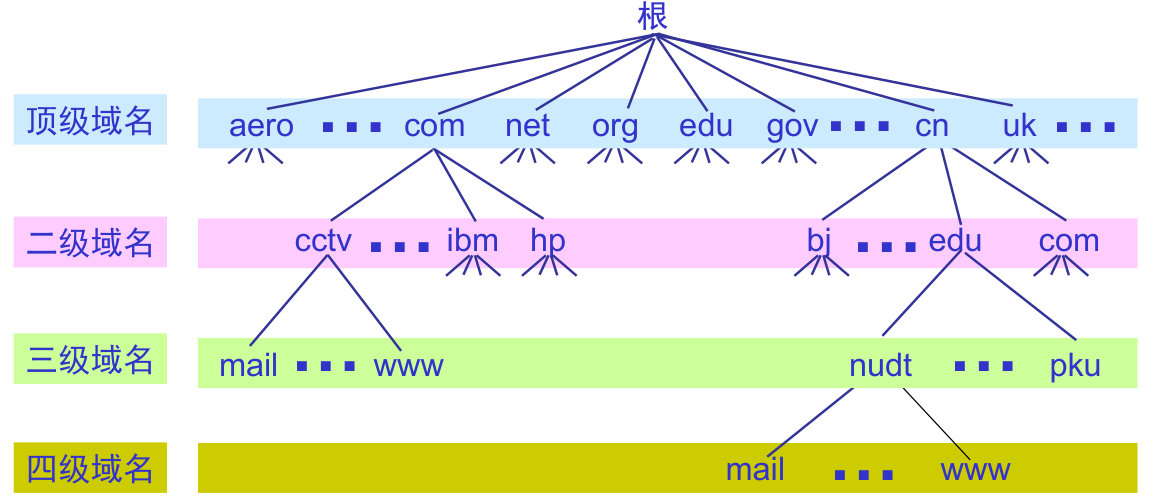 根
顶级域名 aero ... com net org edu gov ... cn uk ...
二级域名 cctv ... ibm hp bj ... edu com
三级域名 mail ... www nudt ... pku
四级域名 mail ... www